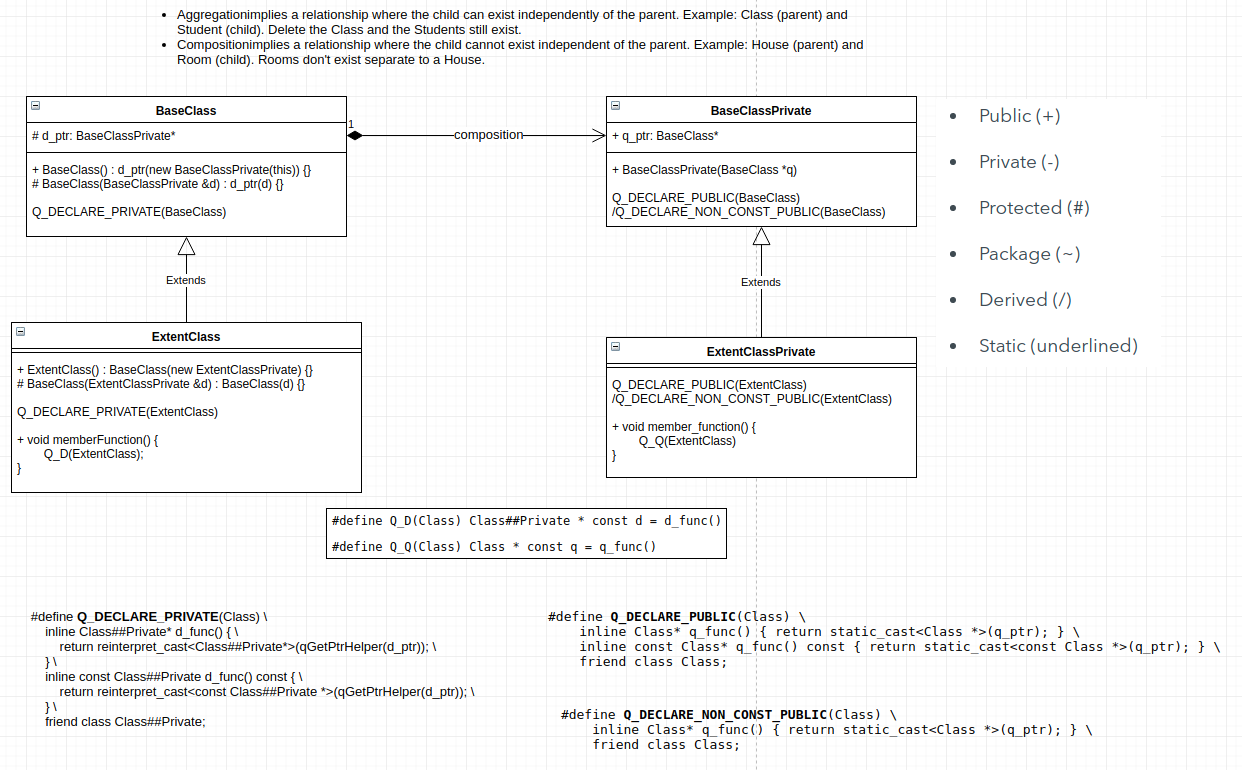 • Aggregationimplies a relationship where the child can exist independently of the parent. Example: Class (parent) and
Student (child). Delete the Class and the Students still exist.
• Compositionimplies a relationship where the child cannot exist independent of the parent. Example: House (parent) and
Room (child). Rooms don't exist separate to a House.
BaseClass
# d_ptr: BaseClassPrivate*
+ BaseClass() : d_ptr(new BaseClassPrivate(this)) {}
# BaseClass(BaseClassPrivate &d) : d_ptr(d) {}
Q_DECLARE_PRIVATE(BaseClass)
1
composition
BaseClassPrivate
+ q_ptr: BaseClass*
+ BaseClassPrivate(BaseClass *q)
Q_DECLARE_PUBLIC(BaseClass)
/Q_DECLARE_NON_CONST_PUBLIC(BaseClass)
• Public (+)
• Private (-)
• Protected (#)
• Package (~)
• Derived (/)
• Static (underlined)
Extends
Extends
ExtentClass
+ ExtentClass() : BaseClass(new ExtentClassPrivate) {}
# BaseClass(ExtentClassPrivate &d) : BaseClass(d) {}
Q_DECLARE_PRIVATE(ExtentClass)
+ void memberFunction() {
Q_D(ExtentClass);
}
ExtentClassPrivate
Q_DECLARE_PUBLIC(ExtentClass)
/Q_DECLARE_NON_CONST_PUBLIC(ExtentClass)
+ void member_function() {
Q_Q(ExtentClass)
}
#define Q_D(Class) Class##Private * const d = d_func()
#define Q_Q(Class) Class * const q = q_func()
#define Q_DECLARE_PRIVATE(Class) \
inline Class##Private* d_func() { \
return reinterpret_cast<Class##Private*>(qGetPtrHelper(d_ptr)); \
} \
inline const Class##Private d_func() const { \
return reinterpret_cast<const Class##Private *>(qGetPtrHelper(d_ptr)); \
} \
friend class Class##Private;
#define Q_DECLARE_PUBLIC(Class) \
inline Class* q_func() { return static_cast<Class *>(q_ptr); } \
inline const Class* q_func() const { return static_cast<const Class *>(q_ptr); } \
friend class Class;
#define Q_DECLARE_NON_CONST_PUBLIC(Class) \
inline Class* q_func() { return static_cast<Class *>(q_ptr); } \
friend class Class;